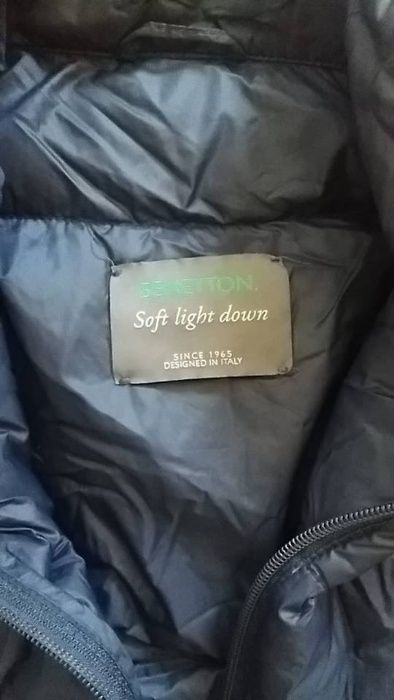 BENETTON.
Soft light down
SINCE 1965
DESIGNED IN ITALY